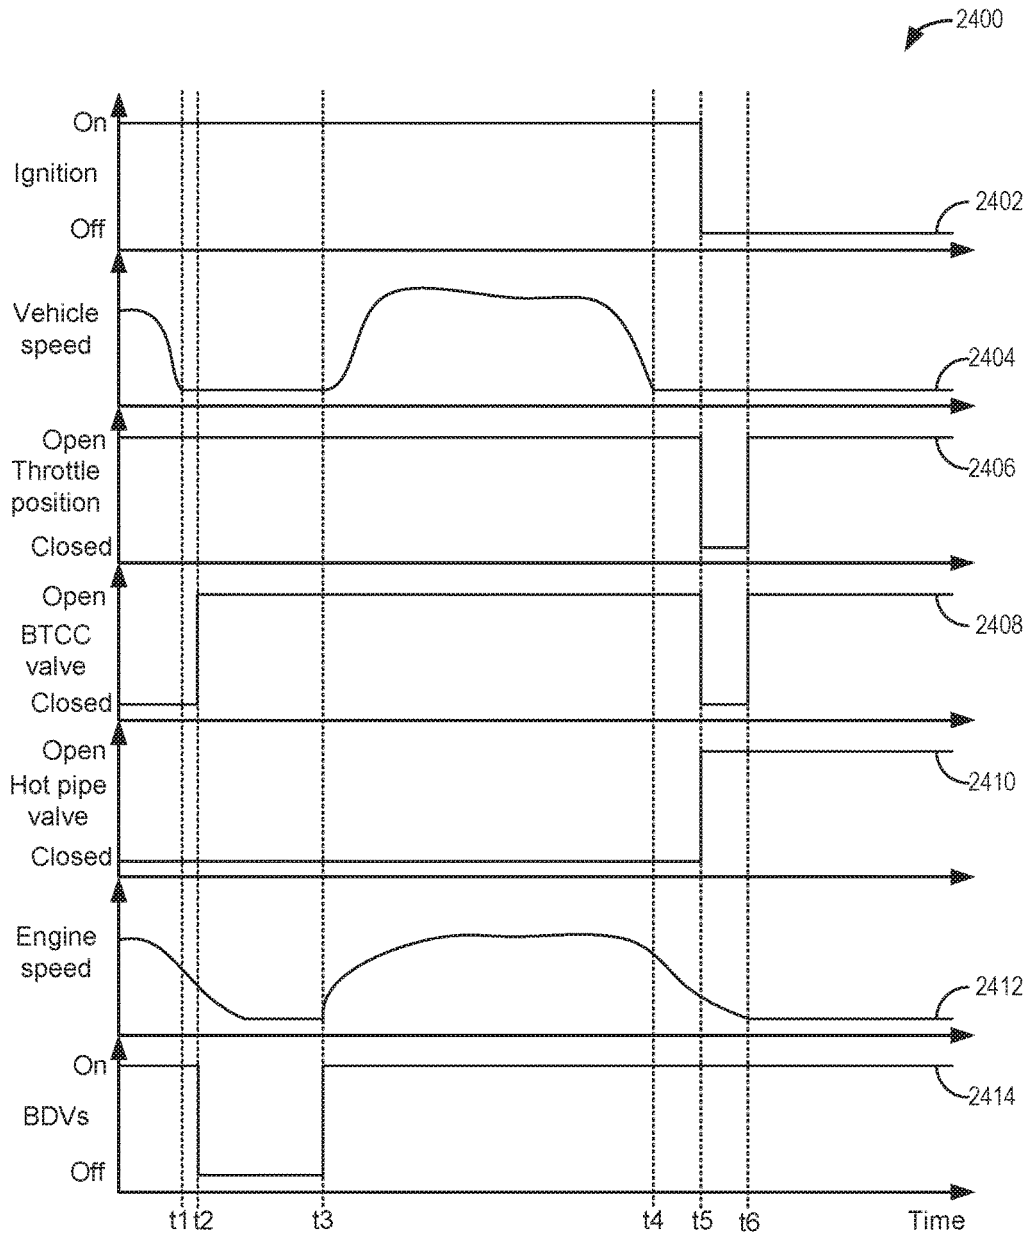 2400
On
Ignition
Off
2402
Vehicle
speed
2404
Open
Throttle
position
Closed
2406
Open
BTCC
valve
Closed
2408
Open
Hot pipe
valve
Closed
2410
Engine
speed
2412
On
BDVs
Off
2414
t1 t2 t3 t4 t5 t6 Time